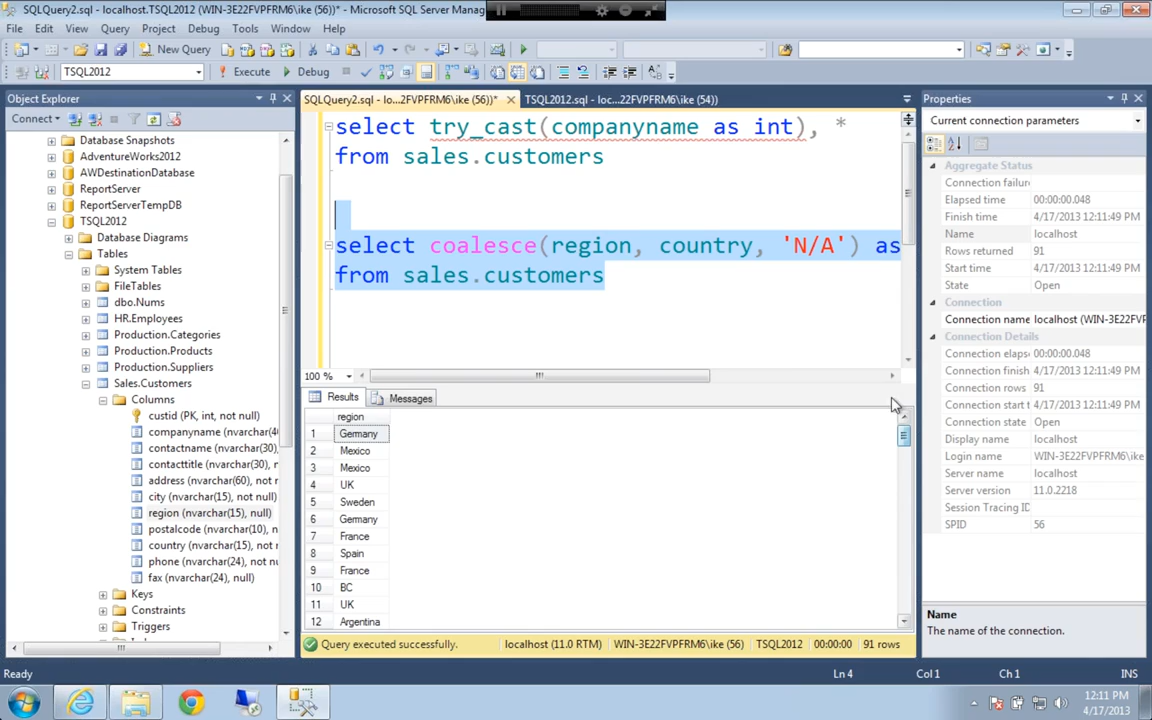 SQLQuery2.sql - localhost.TSQL2012 (WIN-3E22VPFRM6\ike (56))* - Microsoft SQL Server Manag
File Edit View Query Project Debug Tools Window Help
New Query
TSQL2012 Execute Debug
Object Explorer
Connect
Database Snapshots
AdventureWorks2012
AWDestinationDatabase
ReportServer
ReportServerTempDB
TSQL2012
Database Diagrams
Tables
System Tables
FileTables
dbo.Nums
HR.Employees
Production.Categories
Production.Products
Production.Suppliers
Sales.Customers
Columns
custid (PK, int, not null)
companyname (nvarchar(4
contactname (nvarchar(30),
contacttitle (nvarchar(30),
address (nvarchar(60), not n
city (nvarchar(15), not null)
region (nvarchar(15), null)
postalcode (nvarchar(10), n
country (nvarchar(15), not n
phone (nvarchar(24), not nu
fax (nvarchar(24), null)
Keys
Constraints
Triggers
SQLQuery2.sql - lo...2FVPFRM6\ike (56))*
TSQL2012.sql - loc...22FVPFRM6\ike (54))
select try_cast(companyname as int), *
from sales.customers
select coalesce(region, country, 'N/A') as
from sales.customers
100 %
Results Messages
region
1 Germany
2 Mexico
3 Mexico
4 UK
5 Sweden
6 Germany
7 France
8 Spain
9 France
10 BC
11 UK
12 Argentina
Query executed successfully. localhost (11.0 RTM) WIN-3E22FVPFRM6\ike (56) TSQL2012 00:00:00 91 rows
Properties
Current connection parameters
Aggregate Status
Connection failure
Elapsed time 00:00:00.048
Finish time 4/17/2013 12:11:49 PM
Name localhost
Rows returned 91
Start time 4/17/2013 12:11:49 PM
State Open
Connection
Connection name localhost (WIN-3E22FVP
Connection Details
Connection elaps 00:00:00.048
Connection finish 4/17/2013 12:11:49 PM
Connection rows 91
Connection start t 4/17/2013 12:11:49 PM
Connection state Open
Display name localhost
Login name WIN-3E22FVPFRM6\ike
Server name localhost
Server version 11.0.2218
Session Tracing ID
SPID 56
Name
The name of the connection.
Ready Ln 4 Col 1 Ch 1 INS
12:11 PM
4/17/2013